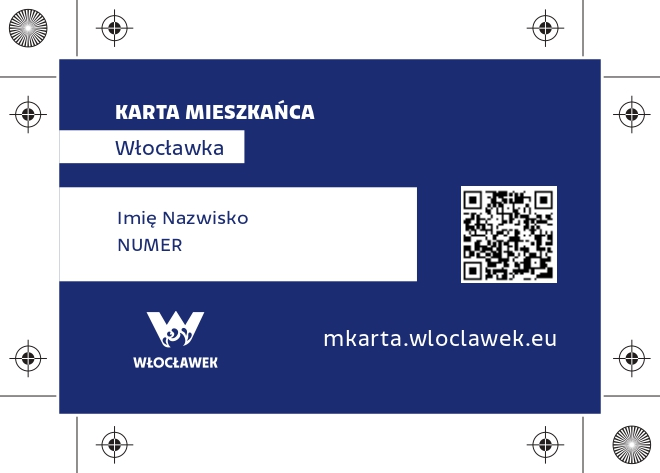 KARTA MIESZKAŃCA
Włocławka
Imię Nazwisko
NUMER
WŁOCŁAWEK
mkarta.wloclawek.eu